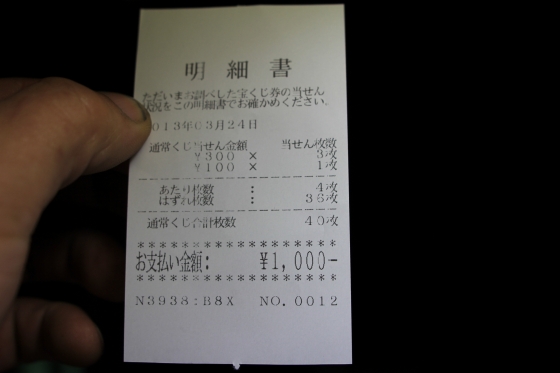 明細書
ただいまお調べした宝くじ券の当せん
状況をこの明細書でお確かめください.
013年03月24日
通常くじ当せん金額 当せん枚数
¥300 × 3枚
¥100 × 1枚
あたり枚数 : 4枚
はずれ枚数 : 36枚
通常くじ合計枚数 40枚
******************
お支払い金額: ¥1,000-
******************
N3938:B8X NO.0012